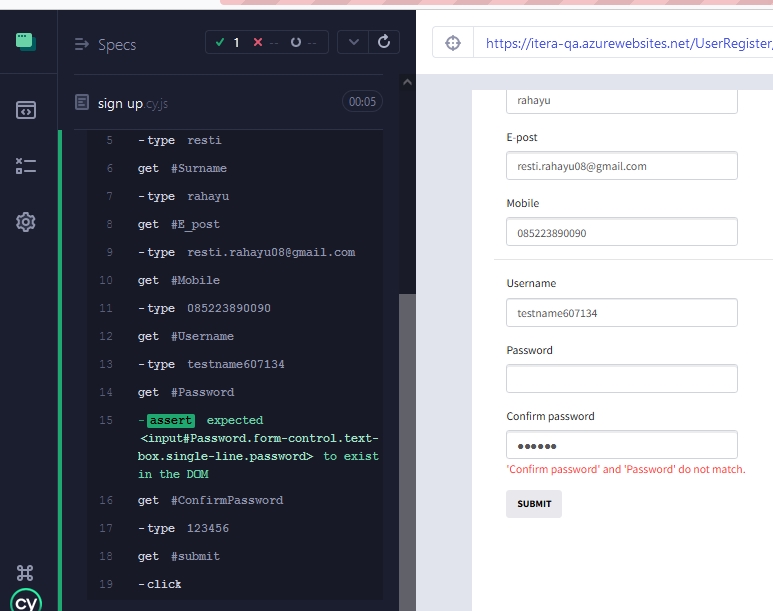 Specs
1 -- --
https://itera-qa.azurewebsites.net/UserRegister
sign up cy.js 00:05
5 -type resti
6 get #Surname
7 -type rahayu
8 get #E_post
9 -type resti.rahayu08@gmail.com
10 get #Mobile
11 -type 085223890090
12 get #Username
13 -type testname607134
14 get #Password
15 -assert expected
<input#Password.form-control.text-
box.single-line.password> to exist
in the DOM
16 get #ConfirmPassword
17 -type 123456
18 get #submit
19 -click
cy
rahayu
E-post
resti.rahayu08@gmail.com
Mobile
085223890090
Username
testname607134
Password
Confirm password
••••••
'Confirm password' and 'Password' do not match.
SUBMIT